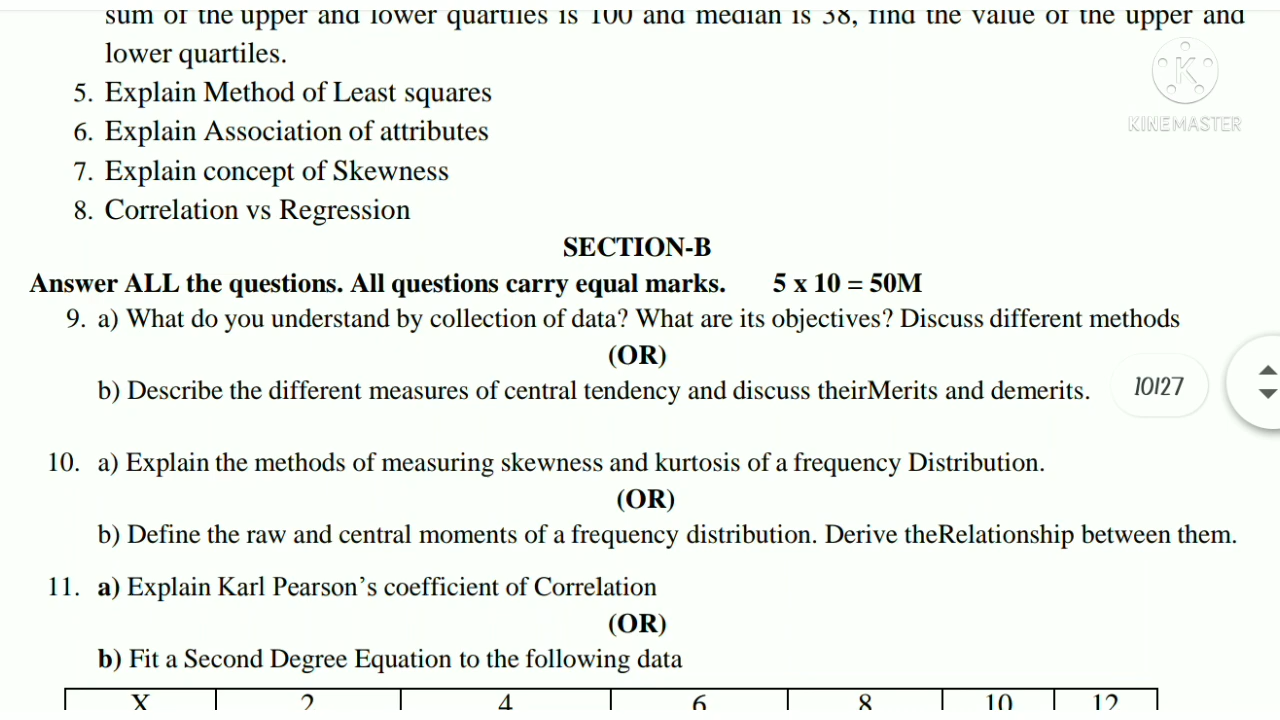 sum of the upper and lower quartiles is 100 and median is 38, find the value of the upper and
lower quartiles.
5. Explain Method of Least squares
6. Explain Association of attributes
7. Explain concept of Skewness
8. Correlation vs Regression
K
KINEMASTER
SECTION-B
Answer ALL the questions. All questions carry equal marks. 5 x 10 = 50M
9. a) What do you understand by collection of data? What are its objectives? Discuss different methods
(OR)
b) Describe the different measures of central tendency and discuss theirMerits and demerits.
10/27
10. a) Explain the methods of measuring skewness and kurtosis of a frequency Distribution.
(OR)
b) Define the raw and central moments of a frequency distribution. Derive theRelationship between them.
11. a) Explain Karl Pearson’s coefficient of Correlation
(OR)
b) Fit a Second Degree Equation to the following data
X 2 4 6 8 10 12